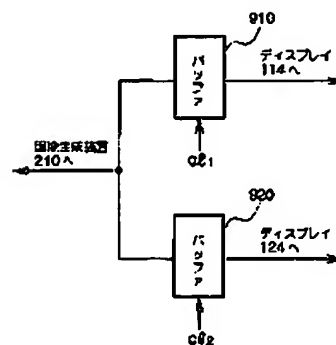 910
バッファ
ディスプレイ
114へ
cl1
画像生成装置
210へ
920
バッファ
ディスプレイ
124へ
cl2